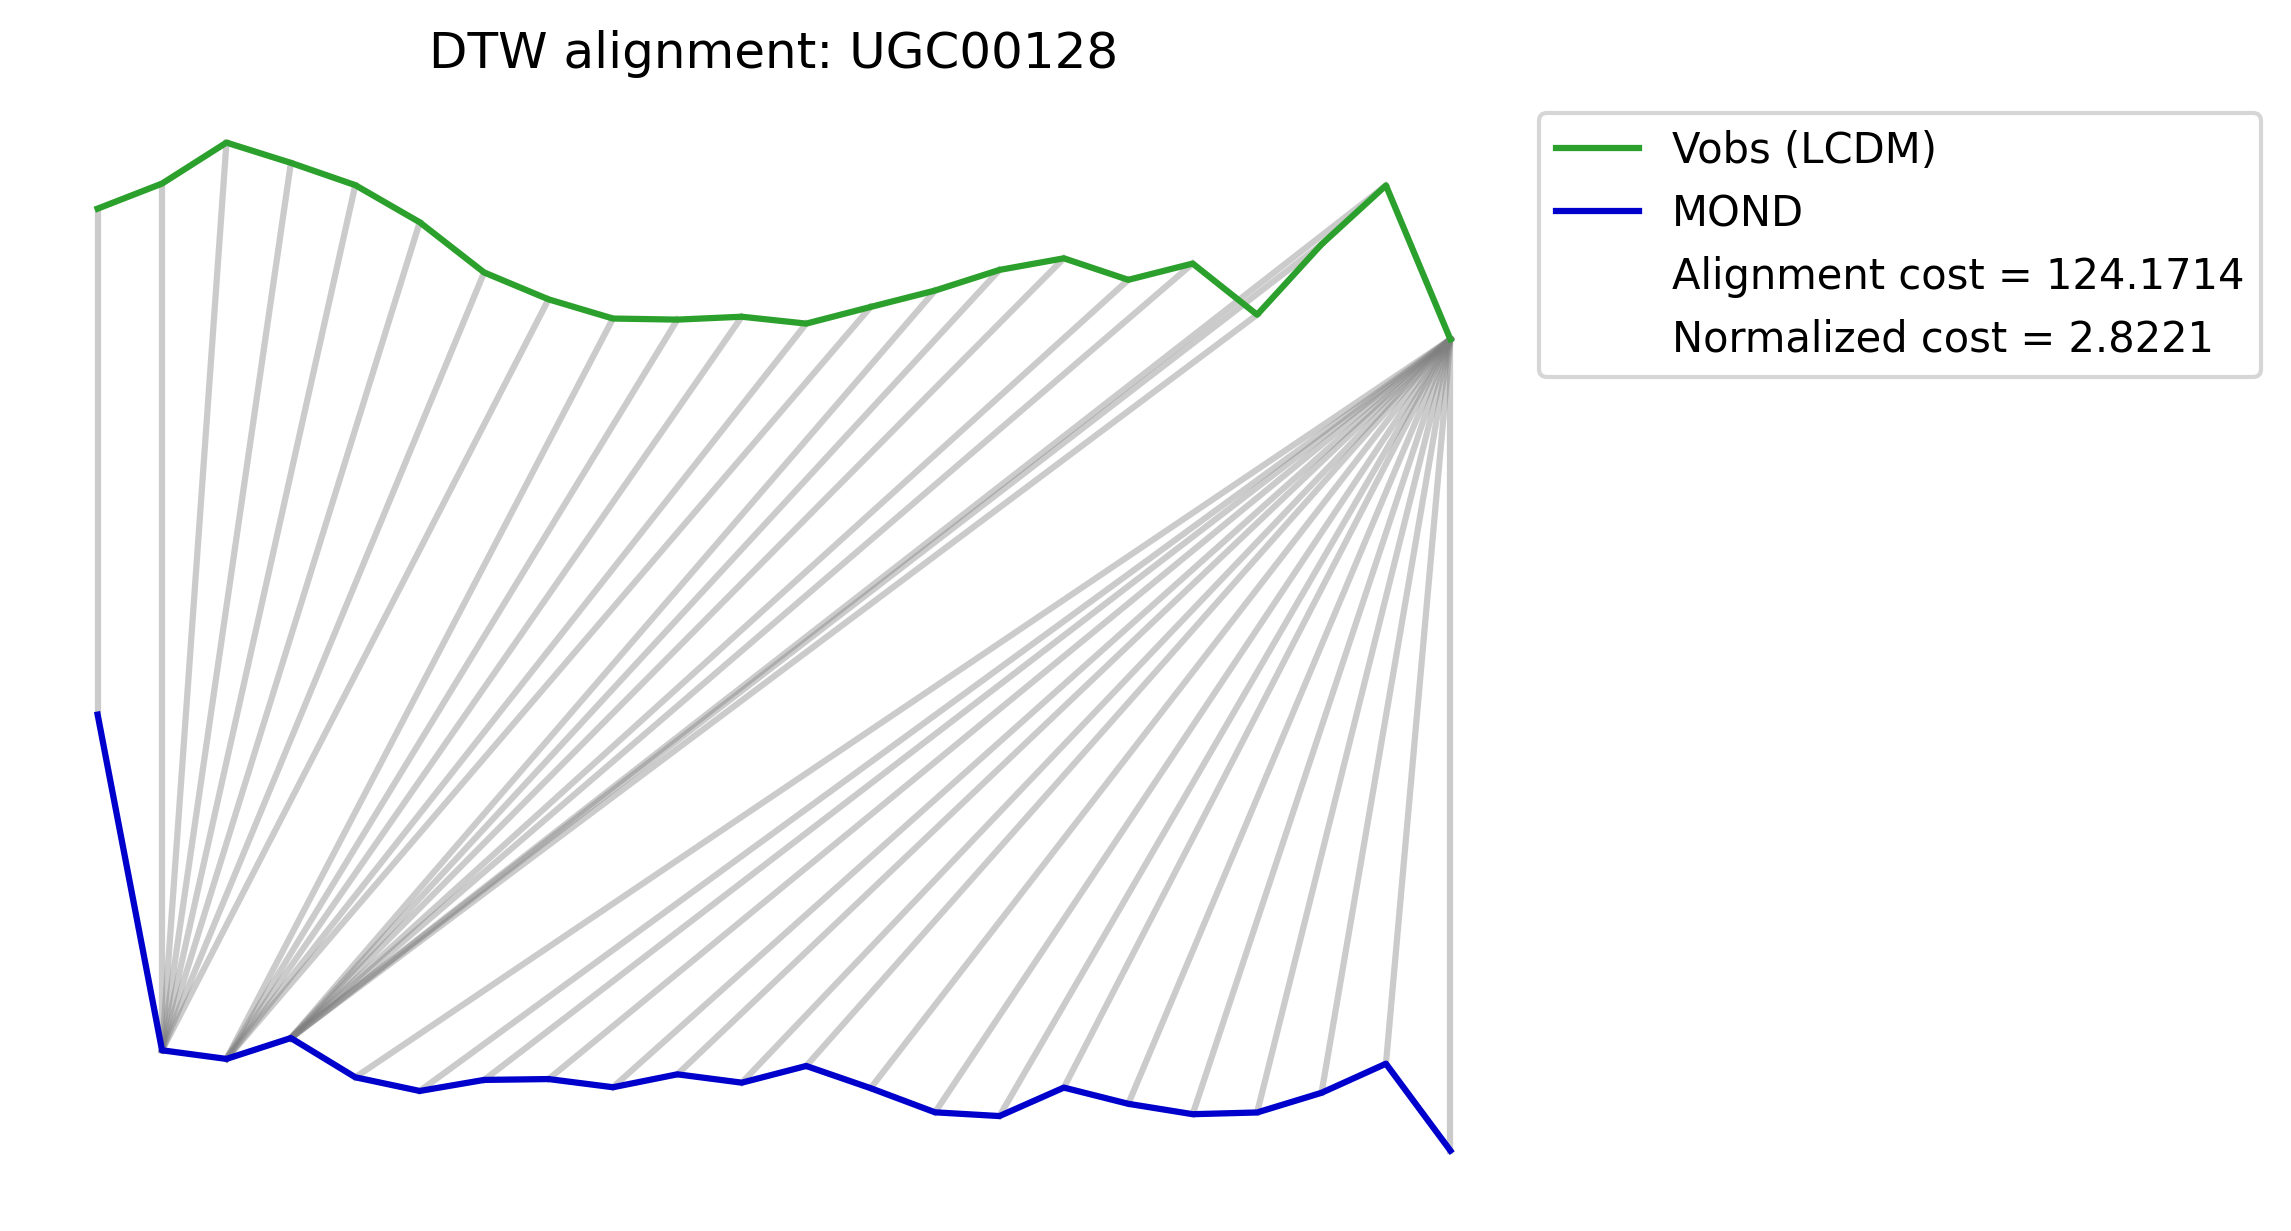 DTW alignment: UGC00128
Vobs (LCDM)
MOND
Alignment cost = 124.1714
Normalized cost = 2.8221